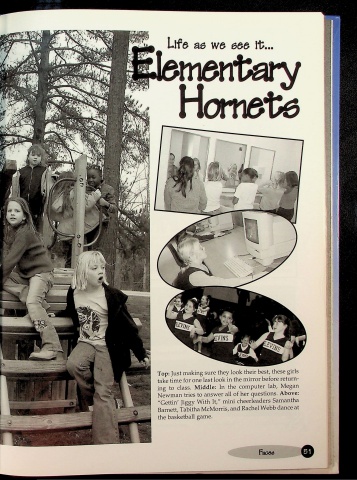 Life as we see it...
Elementary
Hornets
LEVINS
LEVINS
LEVINS
Top: Just making sure they look their best, these girls
take time for one last look in the mirror before return-
ing to class. Middle: In the computer lab, Megan
Newman tries to answer all of her questions. Above:
"Gettin' Jiggy With It," mini cheerleaders Samantha
Barnett, Tabitha McMorris, and Rachel Webb dance at
the basketball game.
Faces
51